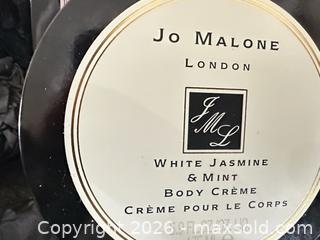 JO MALONE
LONDON
JML
WHITE JASMINE
& MINT
BODY CRÈME
CRÈME POUR LE CORPS
Copyright 2026 - maxsold.com